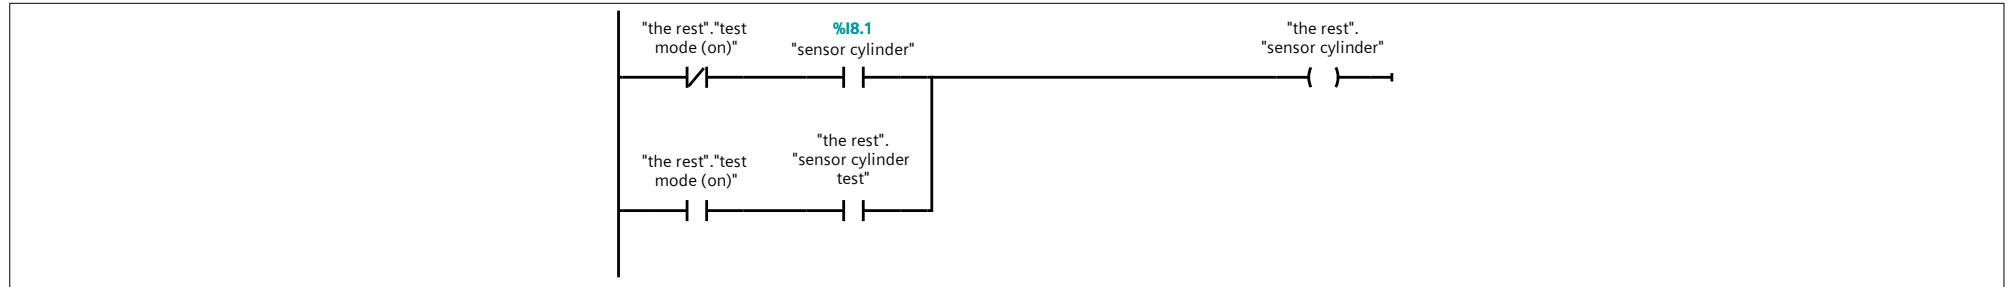 "the rest"."test
mode (on)"
%I8.1
"sensor cylinder"
"the rest".
"sensor cylinder"
"the rest"."test
mode (on)"
"the rest".
"sensor cylinder
test"